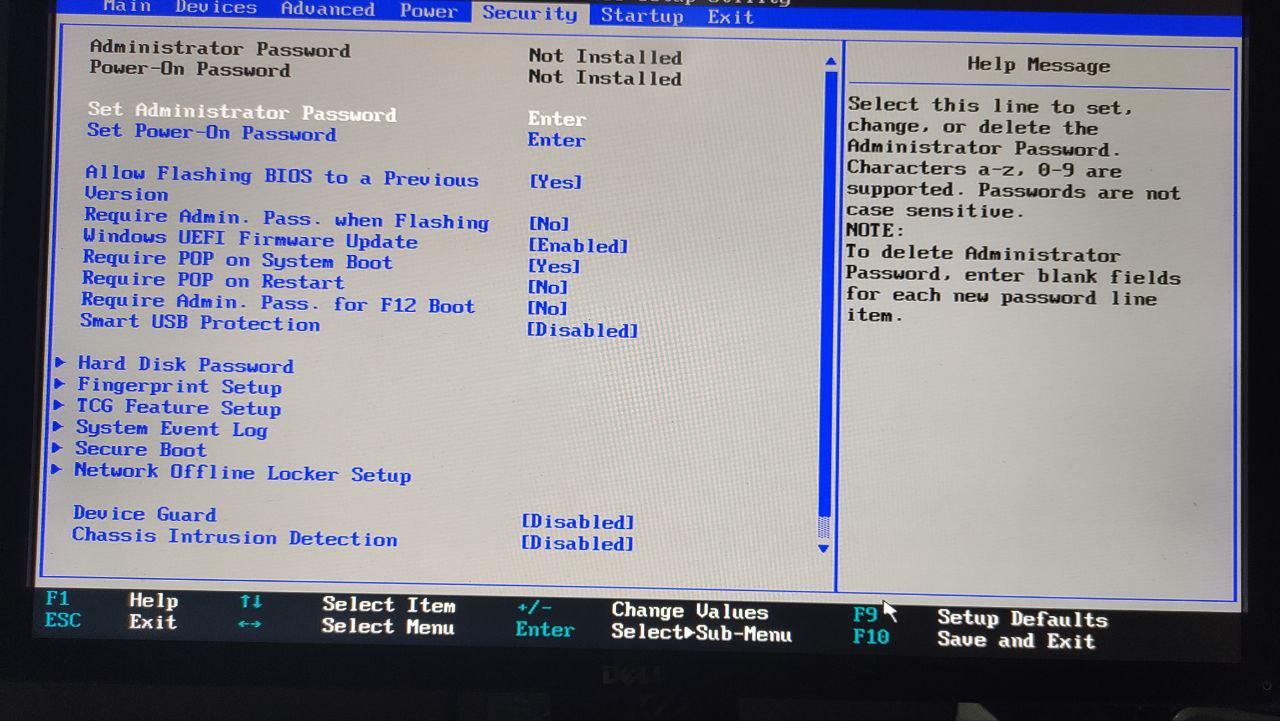 Main Devices Advanced Power Security Startup Exit
Administrator Password Not Installed
Power-On Password Not Installed
Set Administrator Password Enter
Set Power-On Password Enter
Allow Flashing BIOS to a Previous [Yes]
Version
Require Admin. Pass. when Flashing [No]
Windows UEFI Firmware Update [Enabled]
Require POP on System Boot [Yes]
Require POP on Restart [No]
Require Admin. Pass. for F12 Boot [No]
Smart USB Protection [Disabled]
Hard Disk Password
Fingerprint Setup
TCG Feature Setup
System Event Log
Secure Boot
Network Offline Locker Setup
Device Guard [Disabled]
Chassis Intrusion Detection [Disabled]
Help Message
Select this line to set,
change, or delete the
Administrator Password.
Characters a-z, 0-9 are
supported. Passwords are not
case sensitive.
NOTE:
To delete Administrator
Password, enter blank fields
for each new password line
item.
F1 Help ↑↓ Select Item +/- Change Values F9 Setup Defaults
ESC Exit ←→ Select Menu Enter Select▶Sub-Menu F10 Save and Exit
DELL